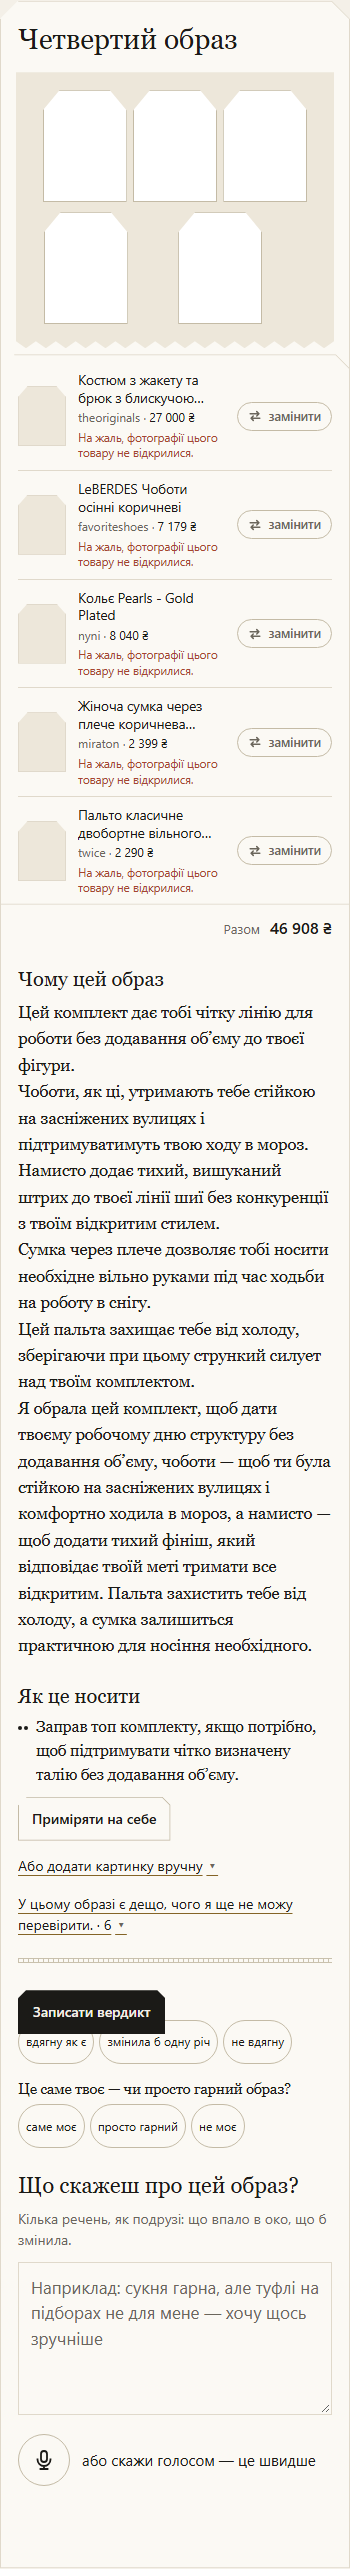 Четвертий образ
Костюм з жакету та
брюк з блискучою...
theoriginals · 27 000 ₴
На жаль, фотографії цього
товару не відкрилися.
замінити
LeBERDES Чоботи
осінні коричневі
favoriteshoes · 7 179 ₴
На жаль, фотографії цього
товару не відкрилися.
замінити
Кольє Pearls - Gold
Plated
nyni · 8 040 ₴
На жаль, фотографії цього
товару не відкрилися.
замінити
Жіноча сумка через
плече коричнева...
miraton · 2 399 ₴
На жаль, фотографії цього
товару не відкрилися.
замінити
Пальто класичне
двобортне вільного...
twice · 2 290 ₴
На жаль, фотографії цього
товару не відкрилися.
замінити
Разом 46 908 ₴
Чому цей образ
Цей комплект дає тобі чітку лінію для
роботи без додавання об’єму до твоєї
фігури.
Чоботи, як ці, утримають тебе стійкою
на засніжених вулицях і
підтримуватимуть твою ходу в мороз.
Намисто додає тихий, вишуканий
штрих до твоєї лінії шиї без конкуренції
з твоїм відкритим стилем.
Сумка через плече дозволяє тобі носити
необхідне вільно руками під час ходьби
на роботу в снігу.
Цей пальта захищає тебе від холоду,
зберігаючи при цьому стрункий силует
над твоїм комплектом.
Я обрала цей комплект, щоб дати
твоєму робочому дню структуру без
додавання об’єму, чоботи — щоб ти була
стійкою на засніжених вулицях і
комфортно ходила в мороз, а намисто —
щоб додати тихий фініш, який
відповідає твоїй меті тримати все
відкритим. Пальта захистить тебе від
холоду, а сумка залишиться
практичною для носіння необхідного.
Як це носити
Заправ топ комплекту, якщо потрібно,
щоб підтримувати чітко визначену
талію без додавання об’єму.
Приміряти на себе
Або додати картинку вручну
У цьому образі є дещо, чого я ще не можу
перевірити. · 6
Записати вердикт
вдягну як є
змінила б одну річ
не вдягну
Це саме твоє — чи просто гарний образ?
саме моє
просто гарний
не моє
Що скажеш про цей образ?
Кілька речень, як подрузі: що впало в око, що б
змінила.
Наприклад: сукня гарна, але туфлі на
підборах не для мене — хочу щось
зручніше
або скажи голосом — це швидше